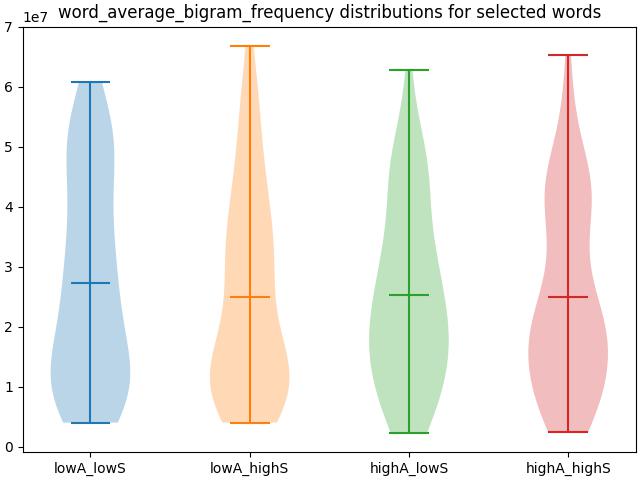 word_average_bigram_frequency distributions for selected words
1e7
7
6
5
4
3
2
1
0
lowA_lowS lowA_highS highA_lowS highA_highS